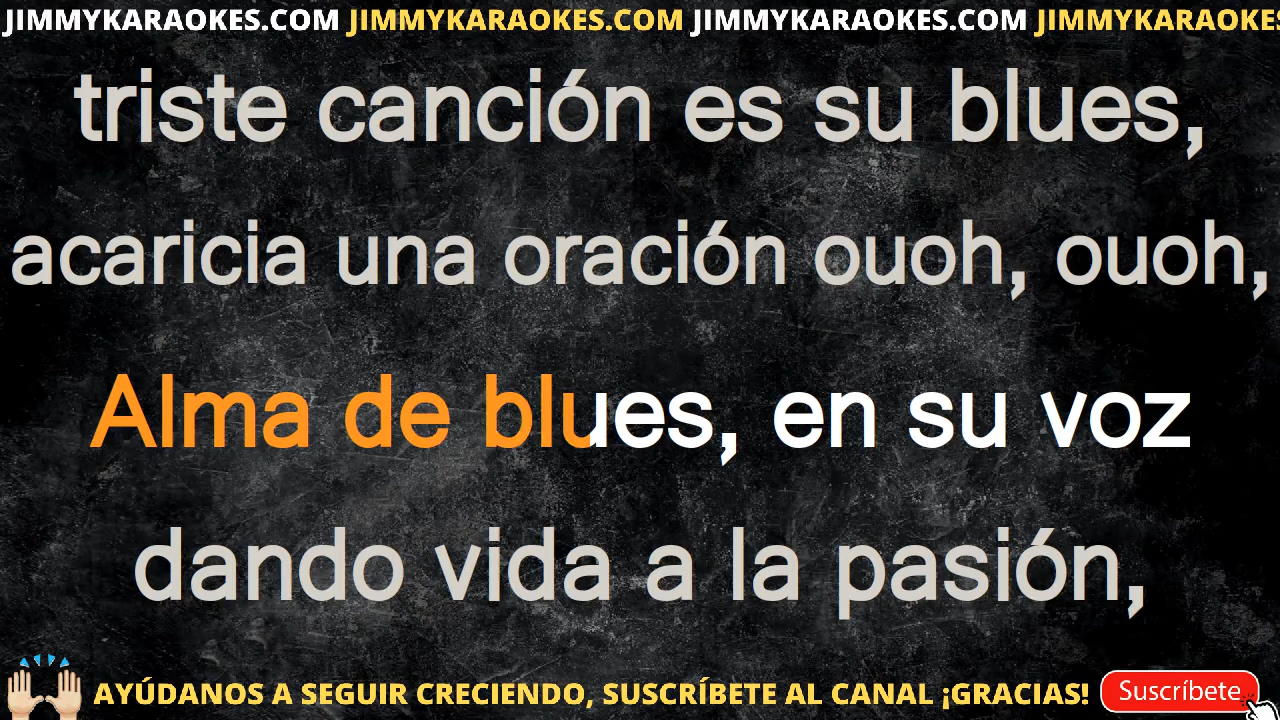 JIMMYKARAOKES.COM JIMMYKARAOKES.COM JIMMYKARAOKES.COM JIMMYKARAOKES
triste canción es su blues,
acaricia una oración ouoh, ouoh,
Alma de blues, en su voz
dando vida a la pasión,
AYÚDANOS A SEGUIR CRECIENDO, SUSCRÍBETE AL CANAL ¡GRACIAS! Suscríbete